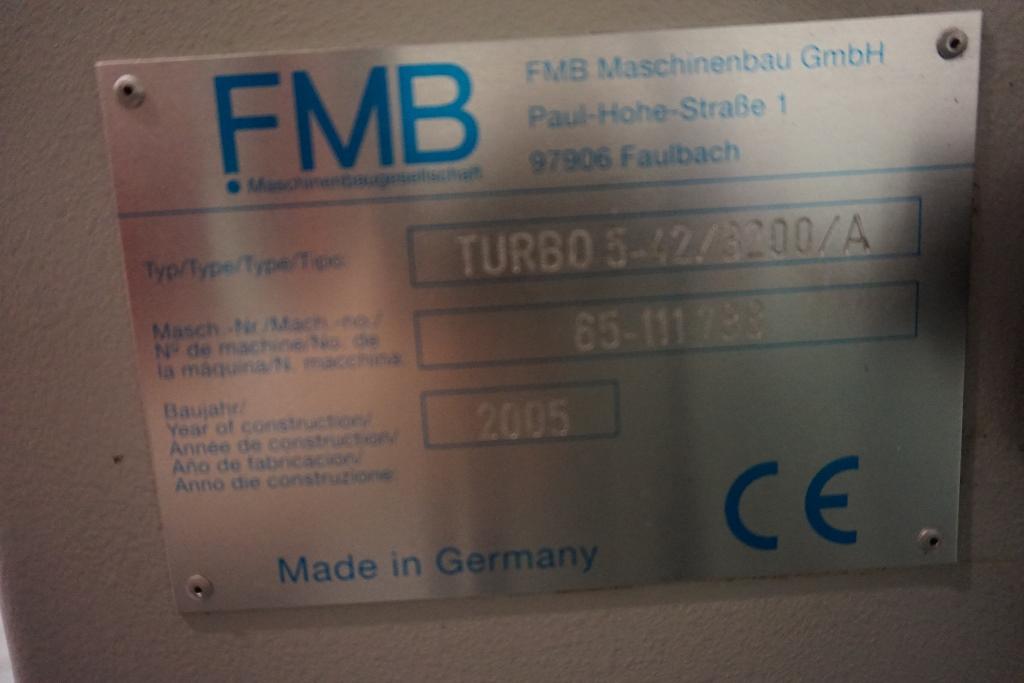 FMB
Maschinenbaugesellschaft
FMB Maschinenbau GmbH
Paul-Hohe-Straße 1
97906 Faulbach
Typ/Type/Type/Tipo:
TURBO 5-42/3200/A
Masch.-Nr./Mach.-no./
N° de machine/No. de
la máquina/N. macchina:
Baujahr/
Year of construction/
Année de construction/
Año de fabricación/
Anno die construzione:
2005
CE
Made in Germany